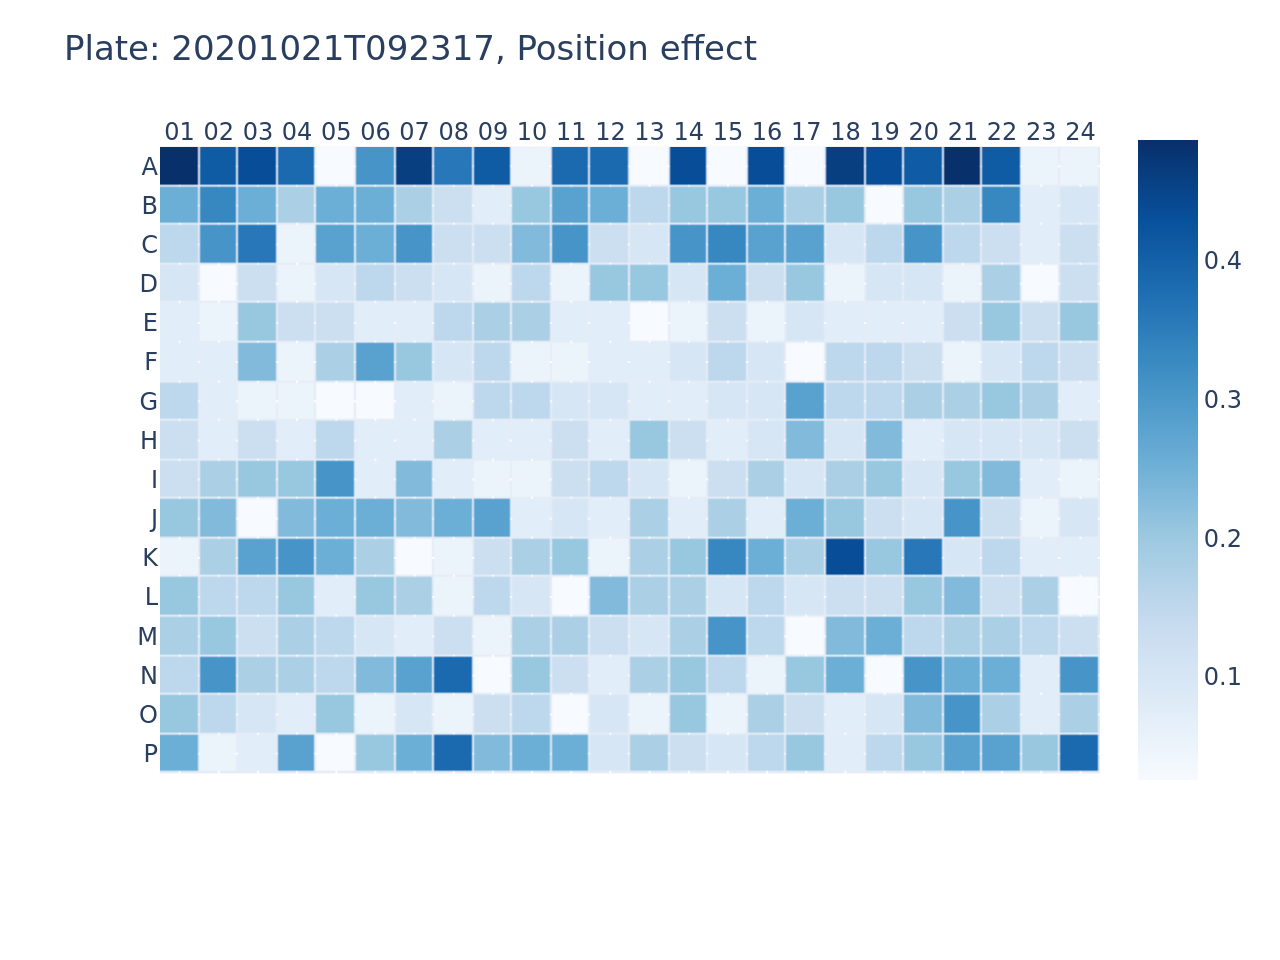 Plate: 20201021T092317, Position effect
01 02 03 04 05 06 07 08 09 10 11 12 13 14 15 16 17 18 19 20 21 22 23 24
A
B
C
D
E
F
G
H
I
J
K
L
M
N
O
P
0.4
0.3
0.2
0.1